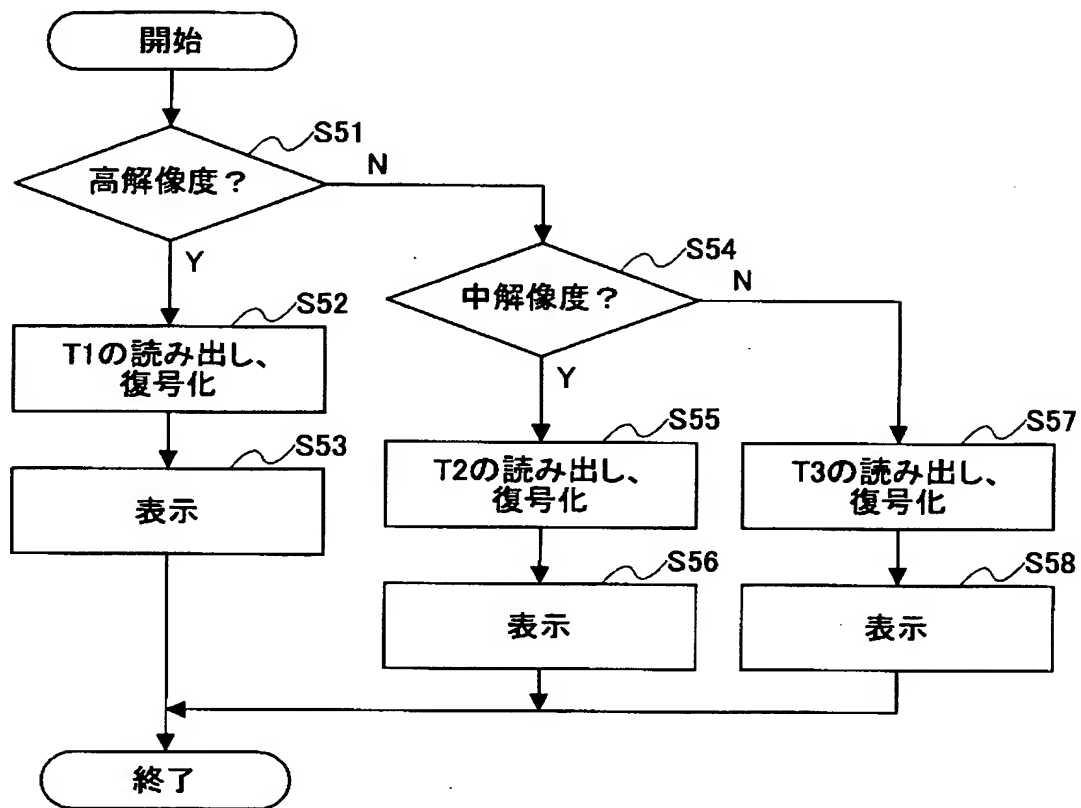 開始
S51
高解像度？
N
Y
S54
中解像度？
N
Y
S52
T1の読み出し、
復号化
S53
表示
S55
T2の読み出し、
復号化
S56
表示
S57
T3の読み出し、
復号化
S58
表示
終了